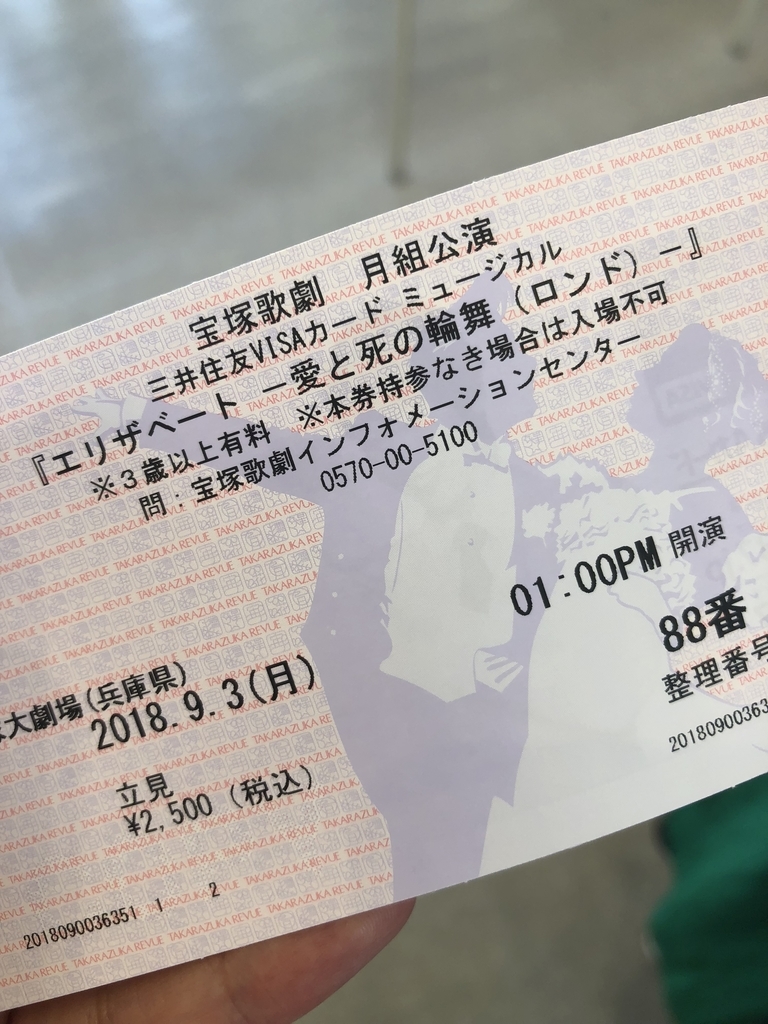 宝塚歌劇　月組公演
三井住友VISAカード ミュージカル
『エリザベート －愛と死の輪舞（ロンド）－』
※3歳以上有料　※本券持参なき場合は入場不可
問：宝塚歌劇インフォメーションセンター
0570-00-5100
01:00PM 開演
88番
整理番号
大劇場(兵庫県)
2018.9.3(月)
立見
¥2,500 (税込)
2018090036351　1　2
20180900363
TAKARAZUKA REVUE